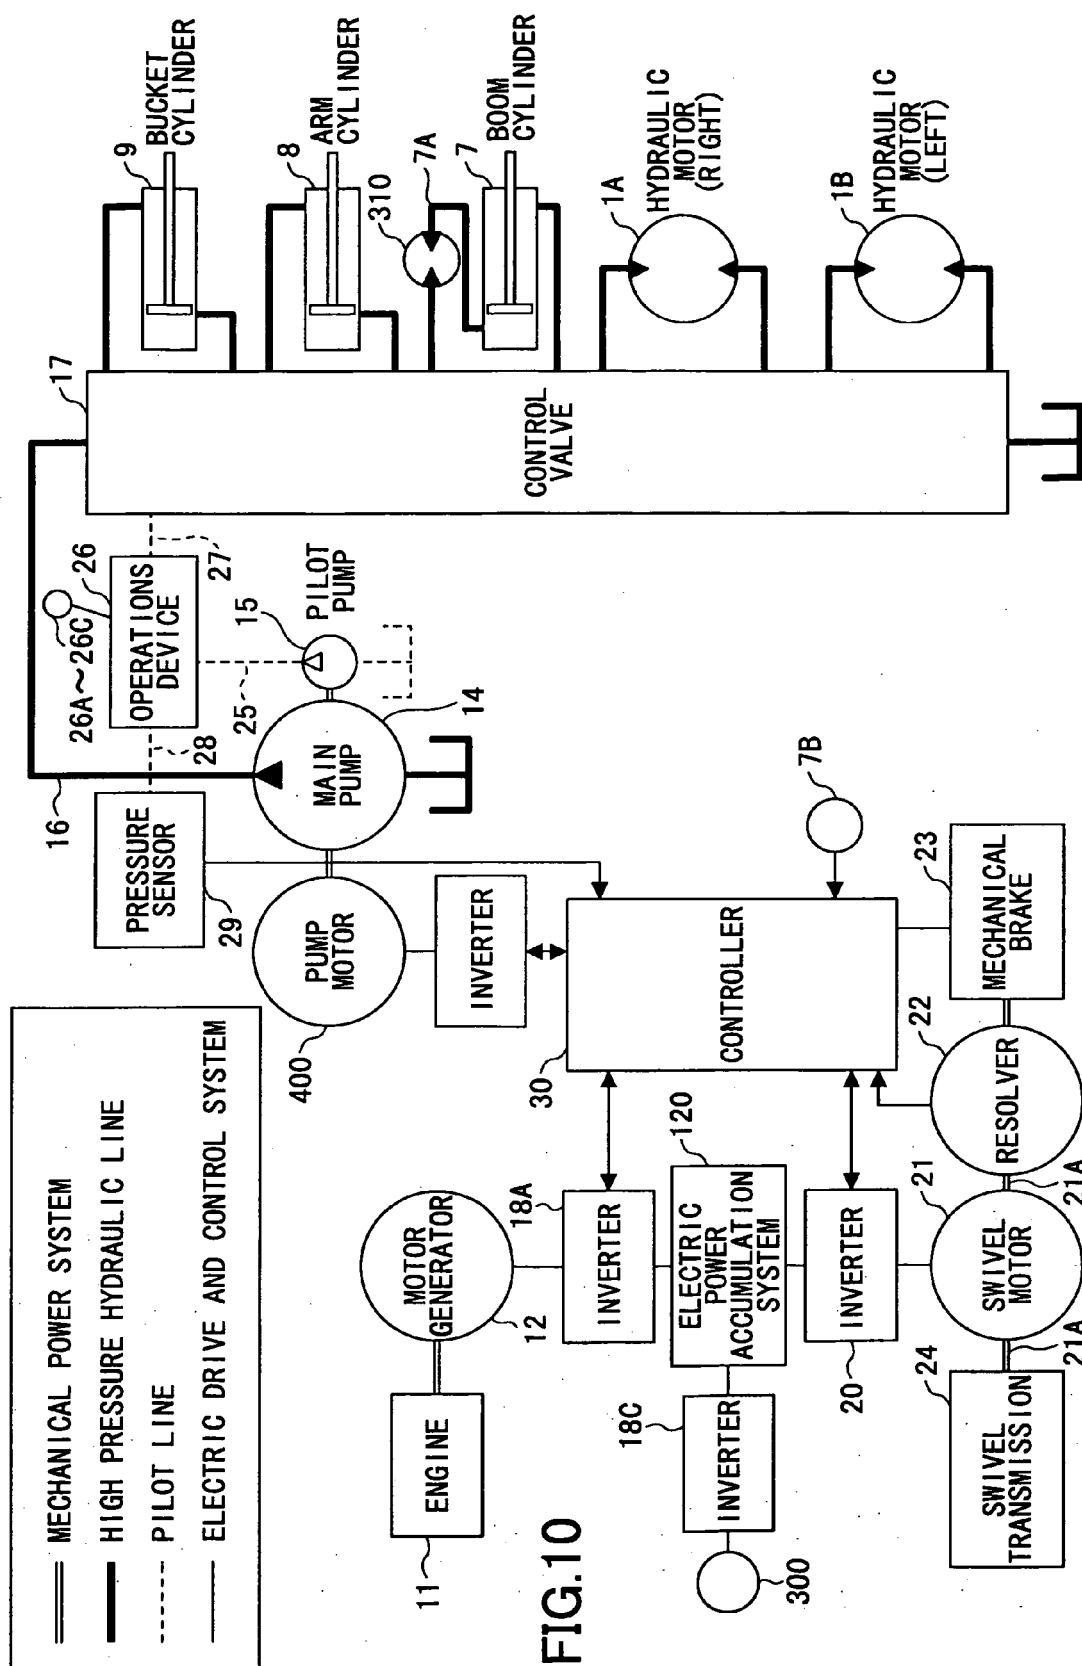 MECHANICAL POWER SYSTEM
HIGH PRESSURE HYDRAULIC LINE
PILOT LINE
ELECTRIC DRIVE AND CONTROL SYSTEM
FIG.10
BUCKET
CYLINDER
9
ARM
CYLINDER
8
310
7A
7
BOOM
CYLINDER
1A
HYDRAULIC
MOTOR
(RIGHT)
1B
HYDRAULIC
MOTOR
(LEFT)
17
CONTROL
VALVE
16
26A~26C
26
OPERATIONS
DEVICE
27
28
25
15
PILOT
PUMP
PRESSURE
SENSOR
29
MAIN
PUMP
14
PUMP
MOTOR
400
INVERTER
CONTROLLER
30
7B
MECHANICAL
BRAKE
23
RESOLVER
22
21A
SWIVEL
MOTOR
21
21A
SWIVEL
TRANSMISSION
24
ENGINE
11
MOTOR
GENERATOR
12
INVERTER
18A
ELECTRIC
POWER
ACCUMULATION
SYSTEM
120
INVERTER
20
INVERTER
18C
300